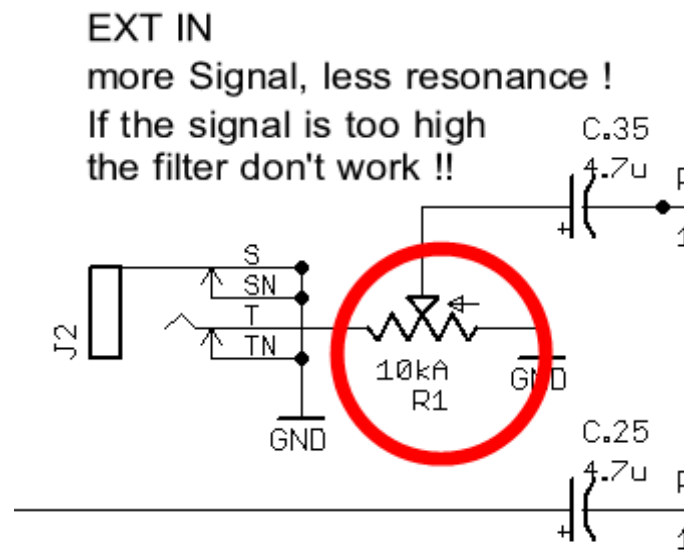 EXT IN
more Signal, less resonance !
If the signal is too high
the filter don't work !!
C.35
4.7u
S
SN
T
TN
J2
10kA
R1
GND
GND
C.25
4.7u